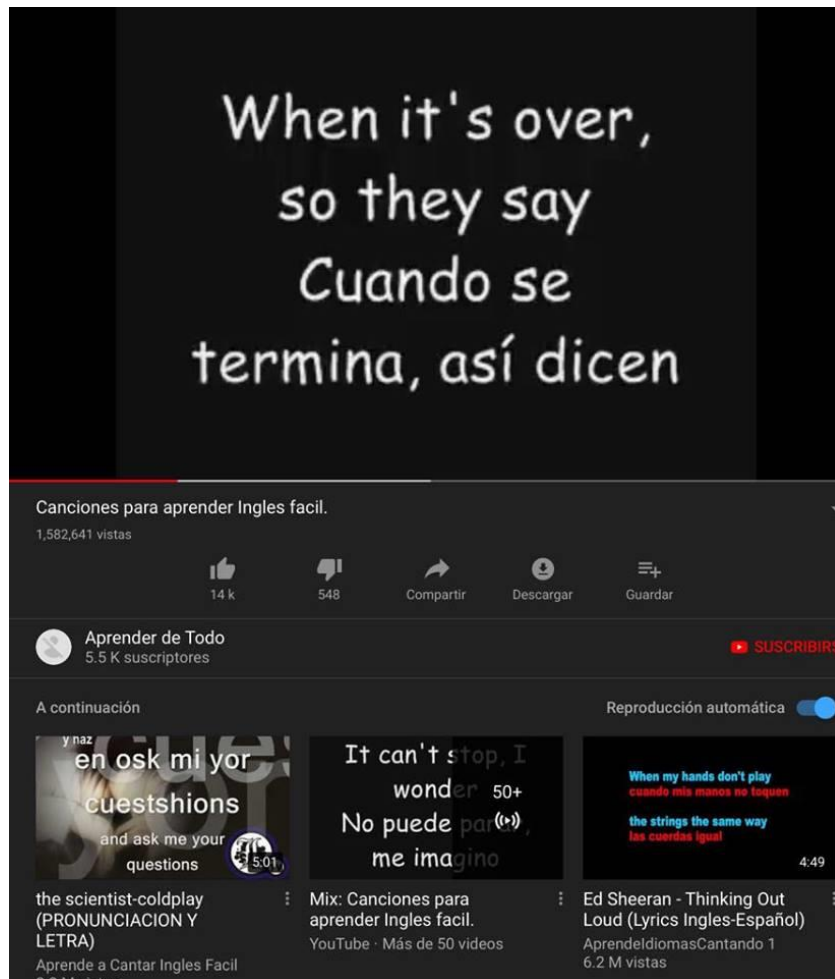 When it's over,
so they say
Cuando se
termina, así dicen
Canciones para aprender Ingles facil.
1,582,641 vistas
14 k
548
Compartir
Descargar
Guardar
Aprender de Todo
5.5 K suscriptores
SUSCRIBIRS
A continuación
Reproducción automática
y haz
en osk mi yor
cuestshions
and ask me your
questions
5:01
the scientist-coldplay
(PRONUNCIACION Y
LETRA)
Aprende a Cantar Ingles Facil
It can't stop, I
wonder
No puede parar,
me imagino
50+
Mix: Canciones para
aprender Ingles facil.
YouTube · Más de 50 videos
When my hands don't play
cuando mis manos no toquen
the strings the same way
las cuerdas igual
4:49
Ed Sheeran - Thinking Out
Loud (Lyrics Ingles-Español)
AprendeIdiomasCantando 1
6.2 M vistas